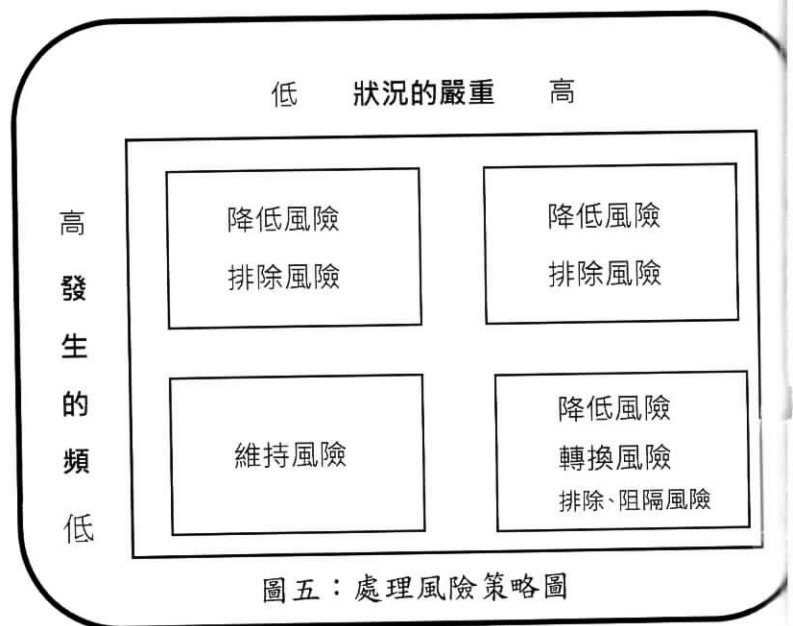 低 狀況的嚴重 高
高
發
生
的
頻
低
降低風險
排除風險
降低風險
排除風險
維持風險
降低風險
轉換風險
排除、阻隔風險
圖五：處理風險策略圖